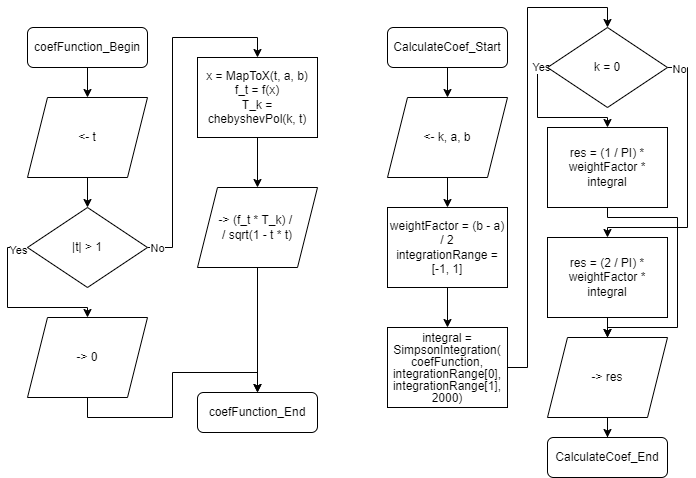 coefFunction_Begin
<- t
|t| > 1
Yes
No
-> 0
x = MapToX(t, a, b)
f_t = f(x)
T_k =
chebyshevPol(k, t)
-> (f_t * T_k) /
/ sqrt(1 - t * t)
coefFunction_End
CalculateCoef_Start
<- k, a, b
weightFactor = (b - a)
/ 2
integrationRange =
[-1, 1]
integral =
SimpsonIntegration(
coefFunction,
integrationRange[0],
integrationRange[1],
2000)
k = 0
Yes
No
res = (1 / PI) *
weightFactor *
integral
res = (2 / PI) *
weightFactor *
integral
-> res
CalculateCoef_End